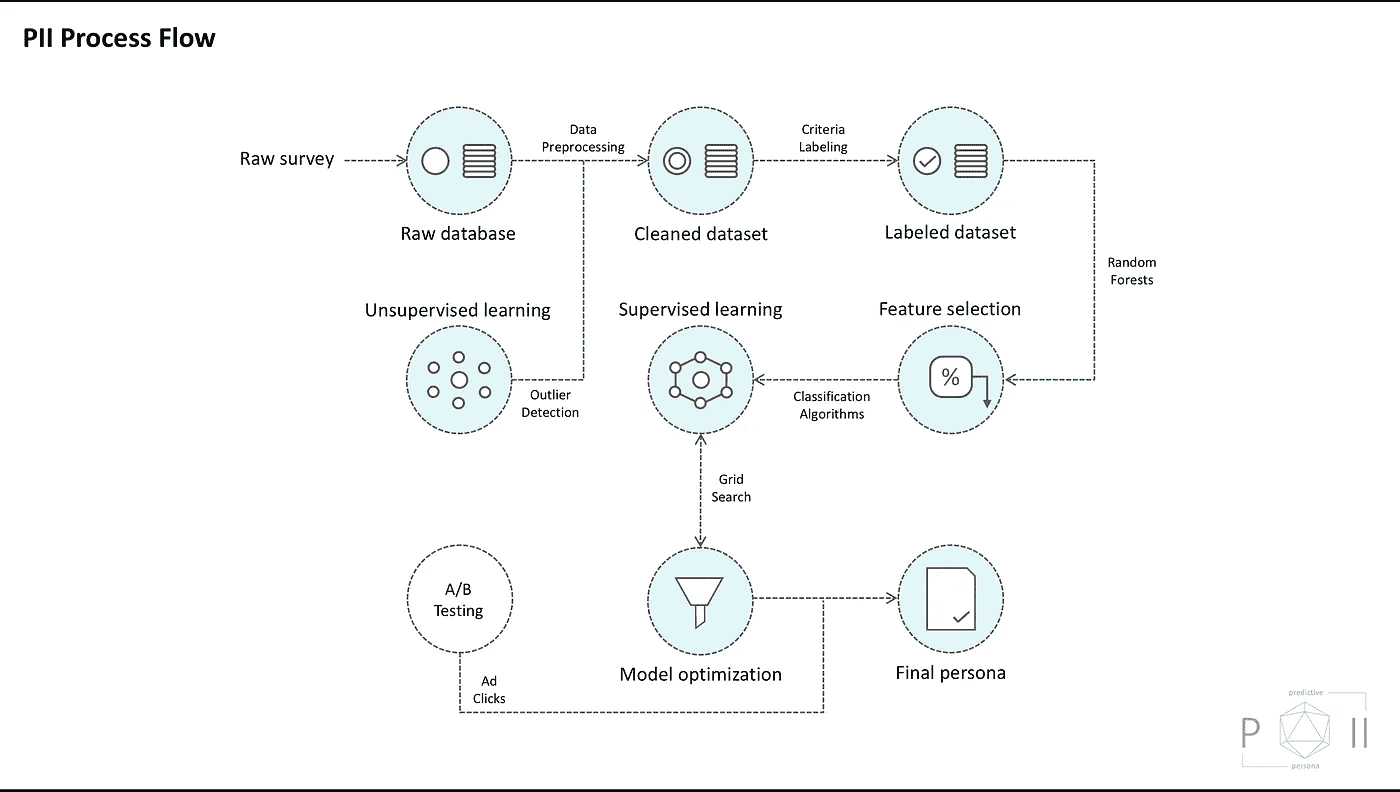 PII Process Flow
Raw survey
Data
Preprocessing
Criteria
Labeling
Raw database
Cleaned dataset
Labeled dataset
Random
Forests
Unsupervised learning
Supervised learning
Feature selection
%
Outlier
Detection
Classification
Algorithms
Grid
Search
A/B
Testing
Ad
Clicks
Model optimization
Final persona
predictive
P II
persona